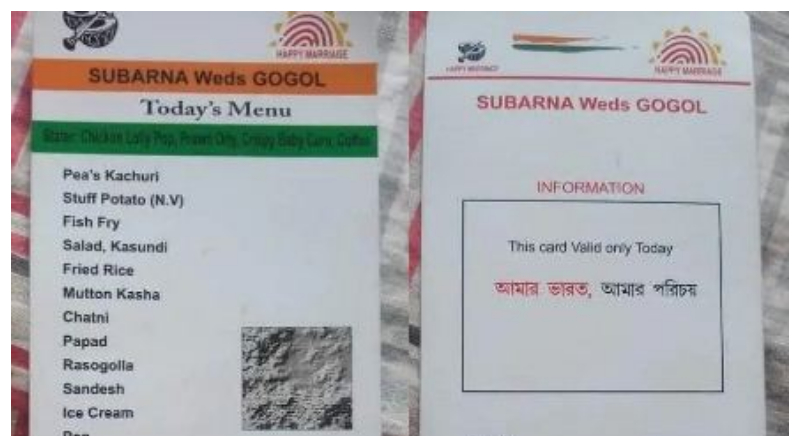 HAPPY MARRIAGE
SUBARNA Weds GOGOL
Today's Menu
Stater: Chicken Lolly Pop, Prawn Dry, Crispy Baby Corn, Coffee
Pea's Kachuri
Stuff Potato (N.V)
Fish Fry
Salad, Kasundi
Fried Rice
Mutton Kasha
Chatni
Papad
Rasogolla
Sandesh
Ice Cream
HAPPY MARRIAGE
HAPPY MARRIAGE
SUBARNA Weds GOGOL
INFORMATION
This card Valid only Today
আমার ভারত, আমার পরিচয়